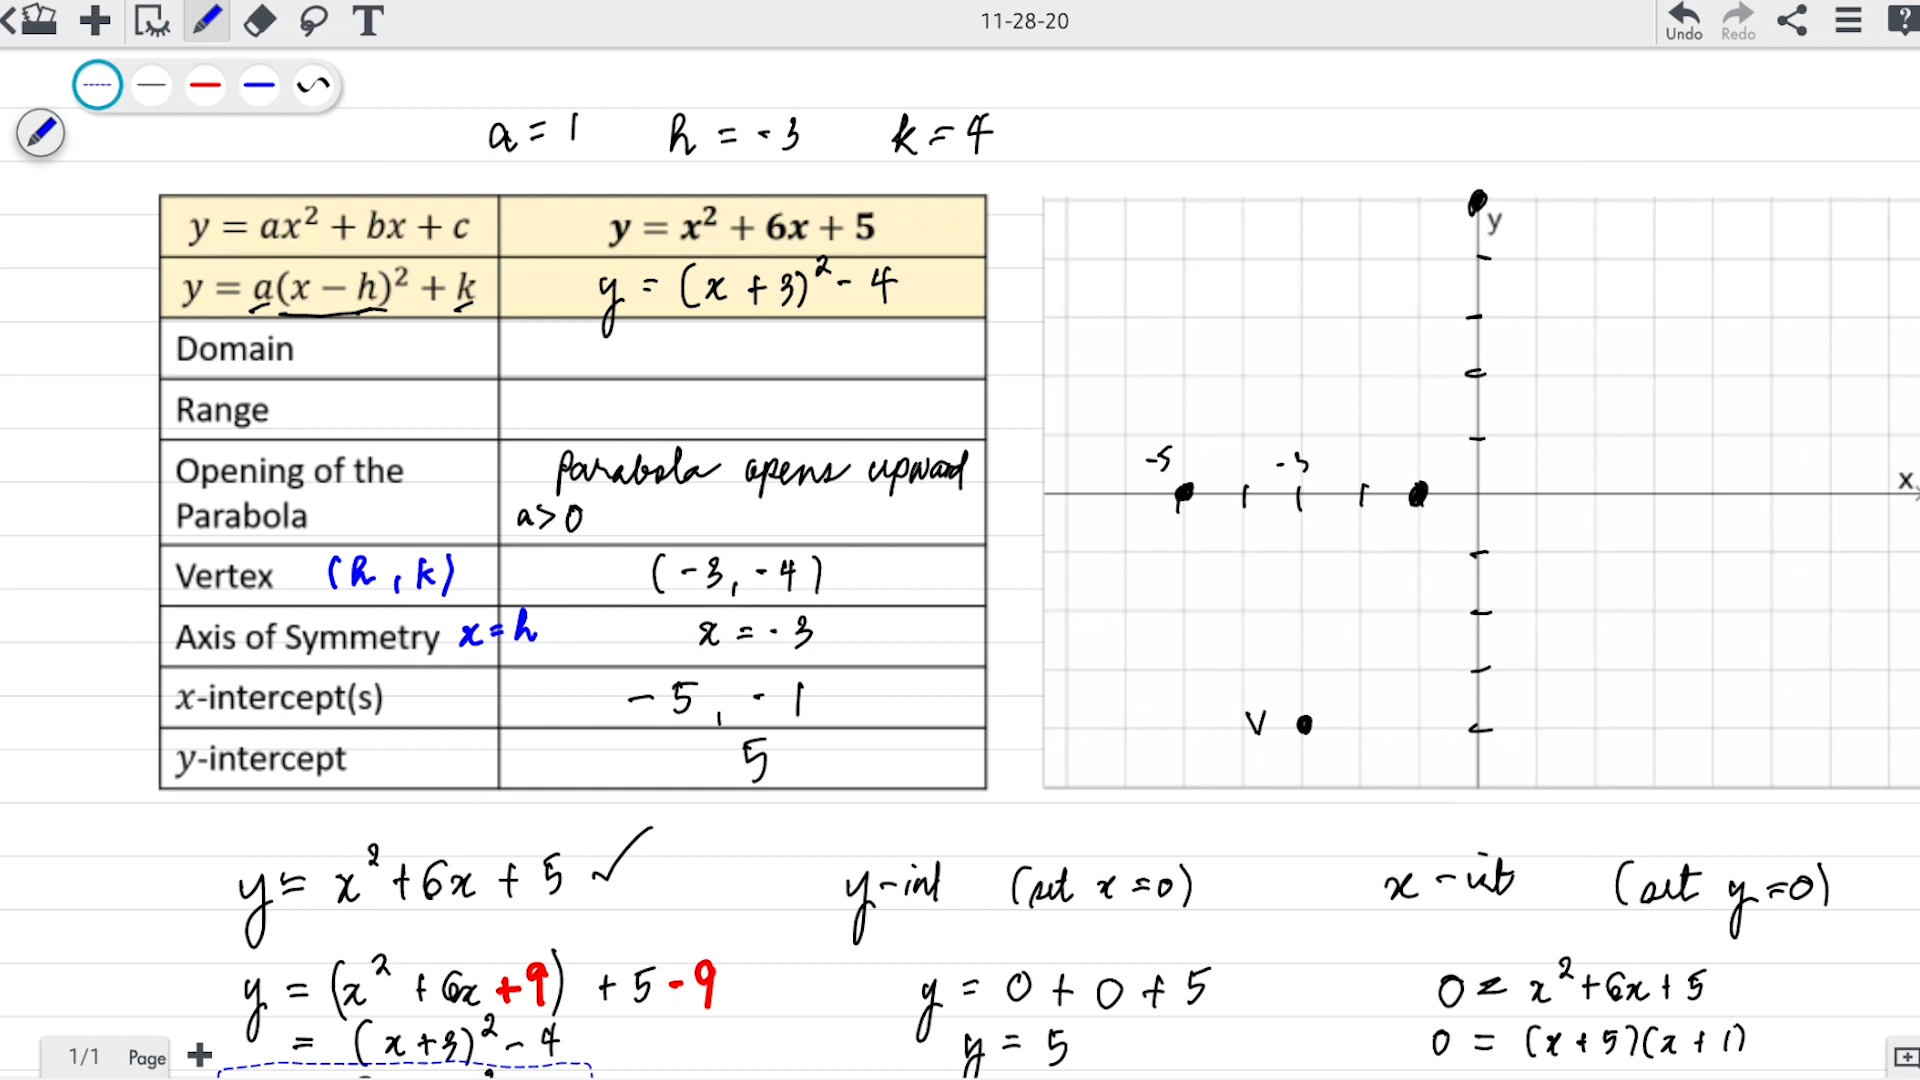 11-28-20
Undo Redo
a = 1 h = -3 k = 4
y = ax² + bx + c y = x² + 6x + 5
y = a(x − h)² + k y = (x + 3)² - 4
Domain
Range
Opening of the Parabola Parabola opens upward
a > 0
Vertex (h, k) (-3, -4)
Axis of Symmetry x = h x = -3
x-intercept(s) -5, -1
y-intercept 5
y
x
-5 -3
V
y = x² + 6x + 5 ✓ y-int (set x = 0) x-int (set y = 0)
y = (x² + 6x + 9) + 5 - 9 y = 0 + 0 + 5 0 = x² + 6x + 5
= (x + 3)² - 4 y = 5 0 = (x + 5)(x + 1)
1/1 Page